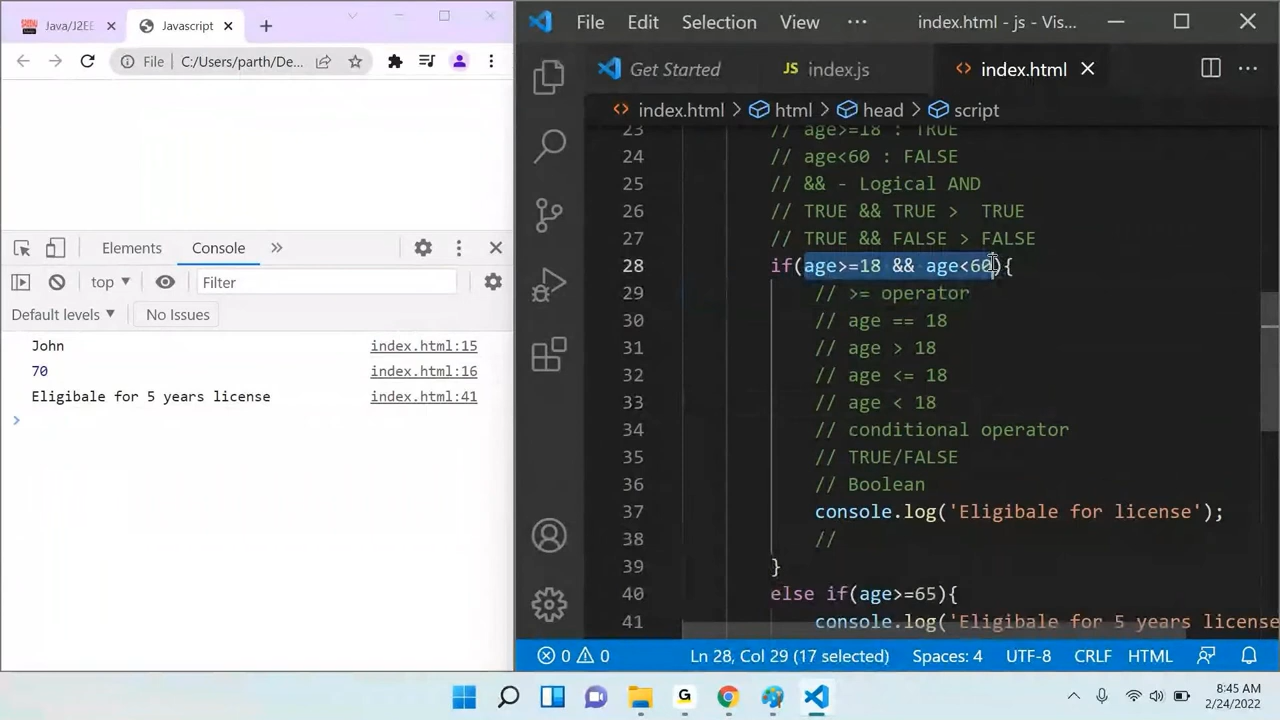 Java/J2EE
Javascript
File C:/Users/parth/De...
Elements Console
top Filter
Default levels No Issues
John index.html:15
70 index.html:16
Eligibale for 5 years license index.html:41
File Edit Selection View ··· index.html - js - Vis...
Get Started
JS index.js
index.html
index.html > html > head > script
23 // age>=18 : TRUE
24 // age<60 : FALSE
25 // && - Logical AND
26 // TRUE && TRUE >  TRUE
27 // TRUE && FALSE > FALSE
28 if(age>=18 && age<60){
29 // >= operator
30 // age == 18
31 // age > 18
32 // age <= 18
33 // age < 18
34 // conditional operator
35 // TRUE/FALSE
36 // Boolean
37 console.log('Eligibale for license');
38 //
39 }
40 else if(age>=65){
41 console.log('Eligibale for 5 years license
0 0 Ln 28, Col 29 (17 selected) Spaces: 4 UTF-8 CRLF HTML
G
8:45 AM
2/24/2022